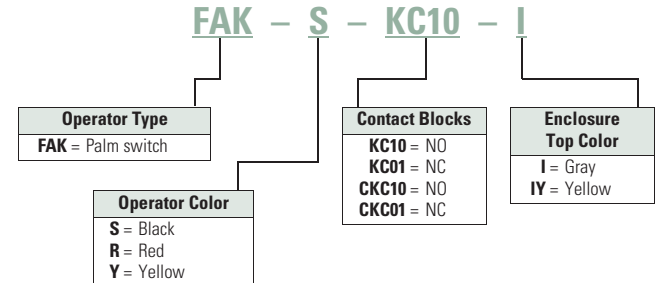 FAK – S – KC10 – I
Operator Type
FAK = Palm switch
Operator Color
S = Black
R = Red
Y = Yellow
Contact Blocks
KC10 = NO
KC01 = NC
CKC10 = NO
CKC01 = NC
Enclosure
Top Color
I = Gray
IY = Yellow